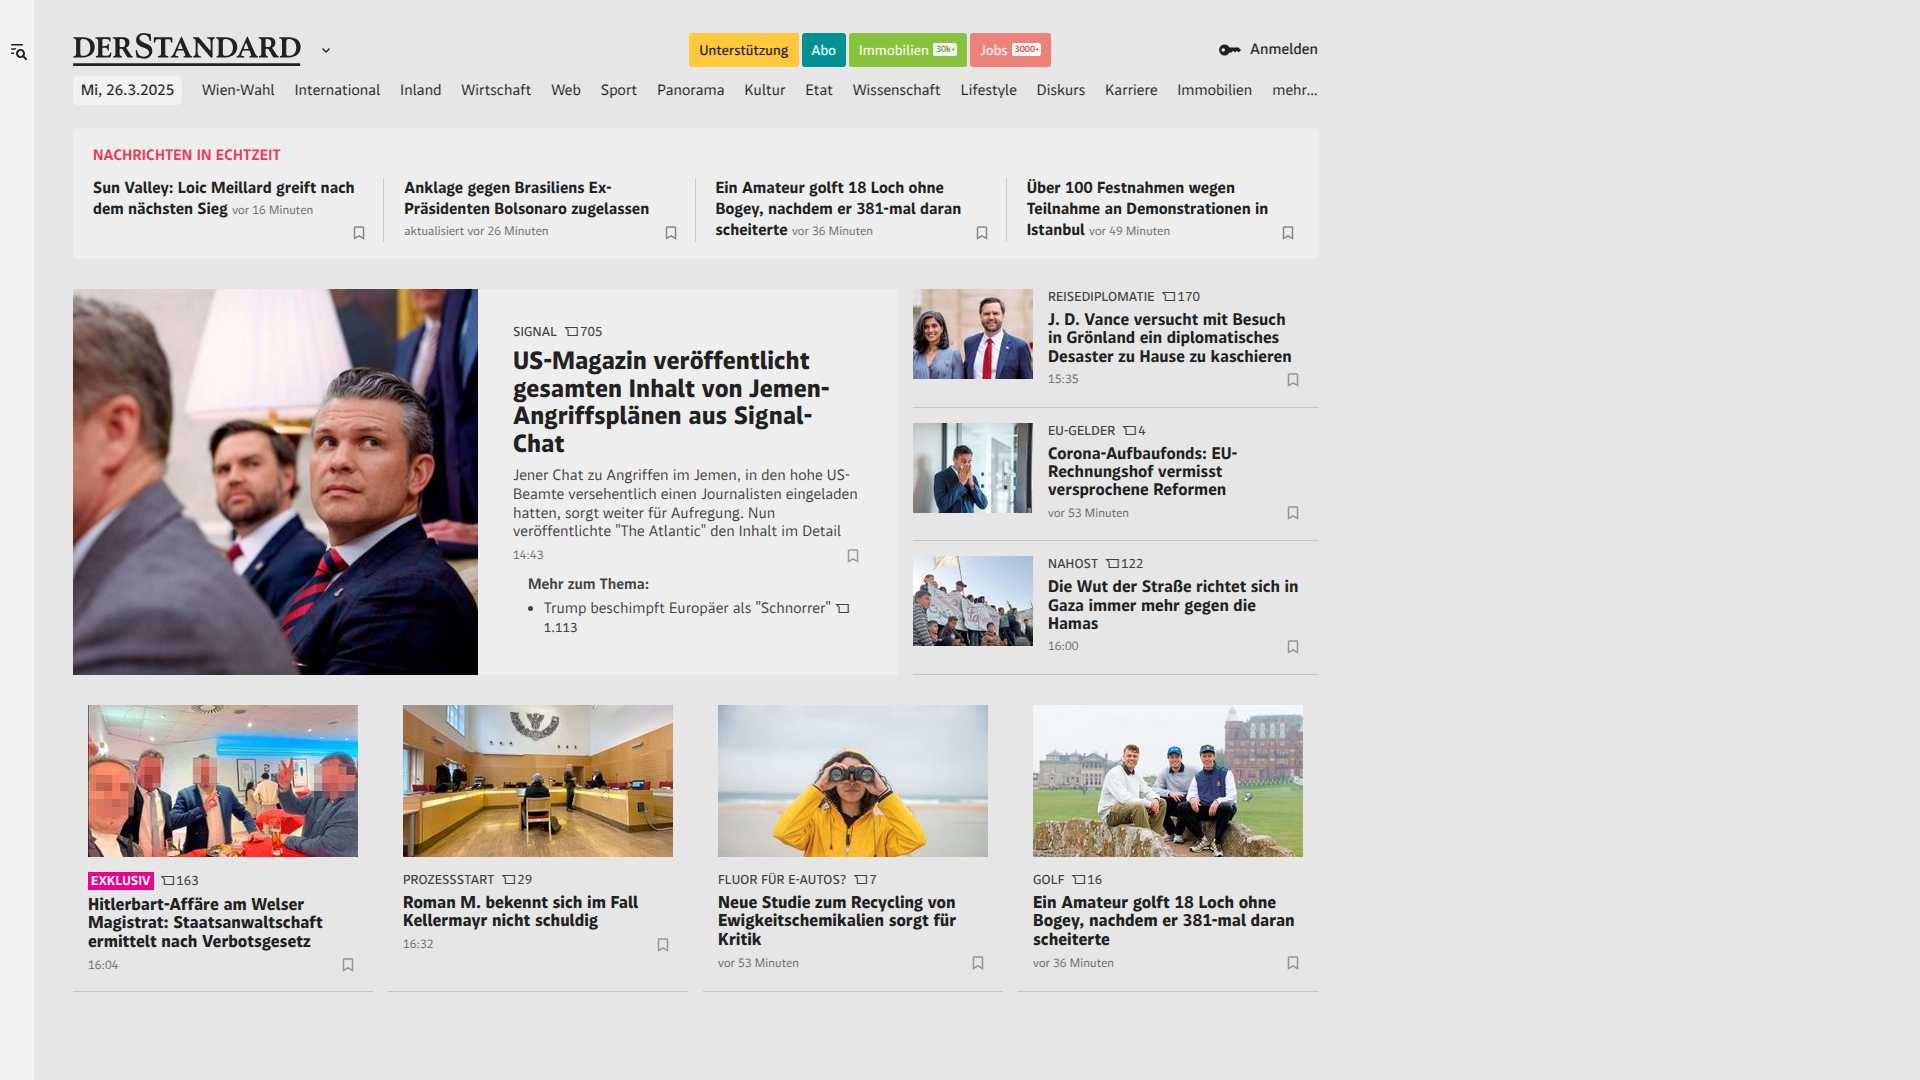 DERSTANDARD
Unterstützung
Abo
Immobilien 30k+
Jobs 3000+
Anmelden
Mi, 26.3.2025
Wien-Wahl
International
Inland
Wirtschaft
Web
Sport
Panorama
Kultur
Etat
Wissenschaft
Lifestyle
Diskurs
Karriere
Immobilien
mehr...
NACHRICHTEN IN ECHTZEIT
Sun Valley: Loic Meillard greift nach
dem nächsten Sieg vor 16 Minuten
Anklage gegen Brasiliens Ex-
Präsidenten Bolsonaro zugelassen
aktualisiert vor 26 Minuten
Ein Amateur golft 18 Loch ohne
Bogey, nachdem er 381-mal daran
scheiterte vor 36 Minuten
Über 100 Festnahmen wegen
Teilnahme an Demonstrationen in
Istanbul vor 49 Minuten
SIGNAL 705
US-Magazin veröffentlicht
gesamten Inhalt von Jemen-
Angriffsplänen aus Signal-
Chat
Jener Chat zu Angriffen im Jemen, in den hohe US-
Beamte versehentlich einen Journalisten eingeladen
hatten, sorgt weiter für Aufregung. Nun
veröffentlichte "The Atlantic" den Inhalt im Detail
14:43
Mehr zum Thema:
• Trump beschimpft Europäer als "Schnorrer"
1.113
REISEDIPLOMATIE 170
J. D. Vance versucht mit Besuch
in Grönland ein diplomatisches
Desaster zu Hause zu kaschieren
15:35
EU-GELDER 4
Corona-Aufbaufonds: EU-
Rechnungshof vermisst
versprochene Reformen
vor 53 Minuten
NAHOST 122
Die Wut der Straße richtet sich in
Gaza immer mehr gegen die
Hamas
16:00
EXKLUSIV 163
Hitlerbart-Affäre am Welser
Magistrat: Staatsanwaltschaft
ermittelt nach Verbotsgesetz
16:04
PROZESSSTART 29
Roman M. bekennt sich im Fall
Kellermayr nicht schuldig
16:32
FLUOR FÜR E-AUTOS? 7
Neue Studie zum Recycling von
Ewigkeitschemikalien sorgt für
Kritik
vor 53 Minuten
GOLF 16
Ein Amateur golft 18 Loch ohne
Bogey, nachdem er 381-mal daran
scheiterte
vor 36 Minuten